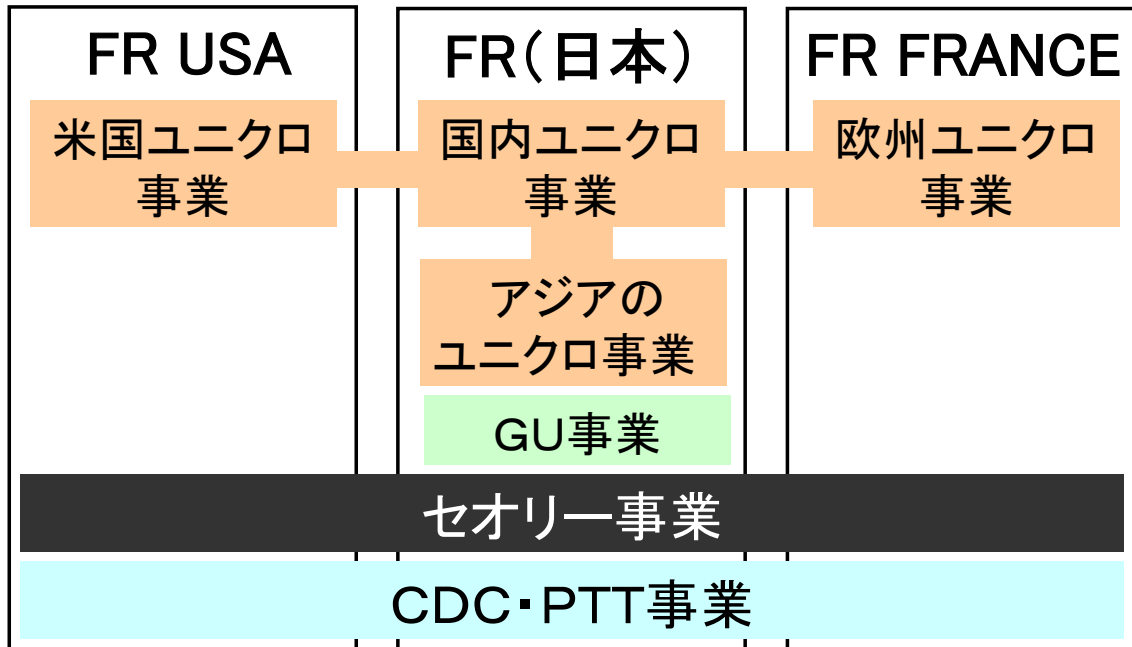 FR USA
米国ユニクロ
事業
FR(日本)
国内ユニクロ
事業
アジアの
ユニクロ事業
GU事業
FR FRANCE
欧州ユニクロ
事業
セオリー事業
CDC・PTT事業